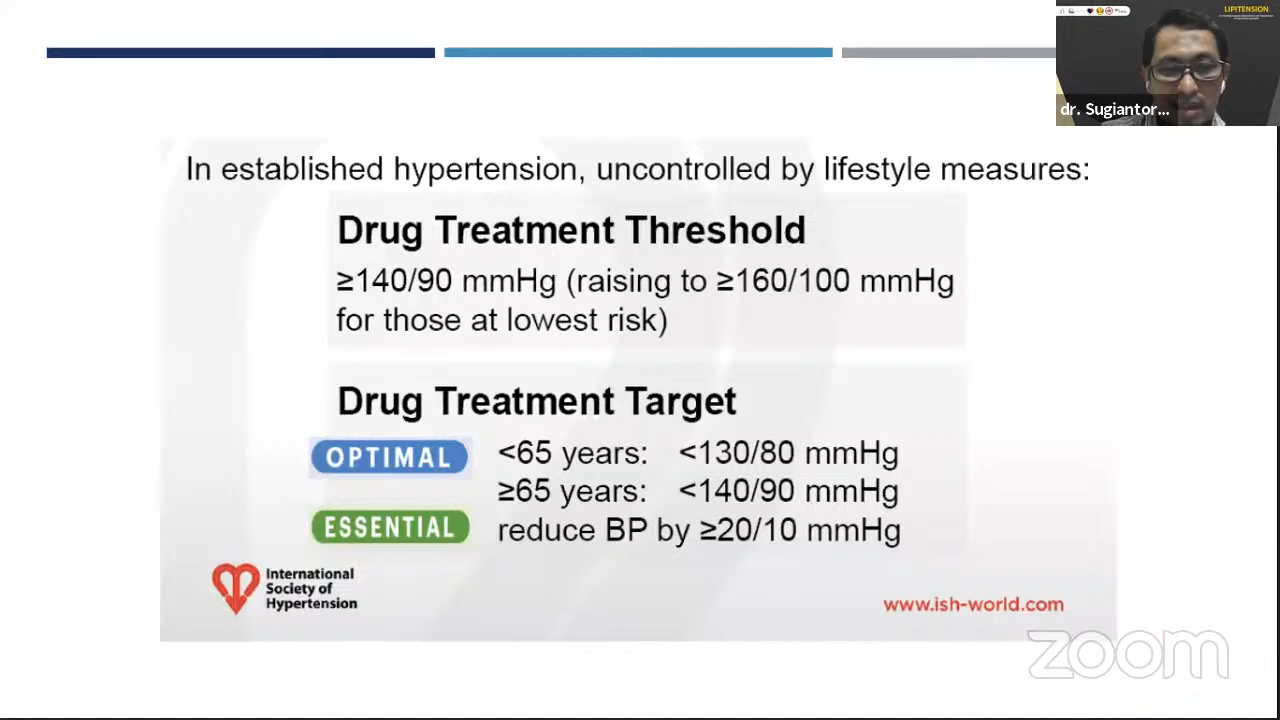 LIPITENSION
dr. Sugiantor...
In established hypertension, uncontrolled by lifestyle measures:
Drug Treatment Threshold
≥140/90 mmHg (raising to ≥160/100 mmHg
for those at lowest risk)
Drug Treatment Target
OPTIMAL <65 years: <130/80 mmHg
≥65 years: <140/90 mmHg
ESSENTIAL reduce BP by ≥20/10 mmHg
International
Society of
Hypertension
www.ish-world.com
zoom